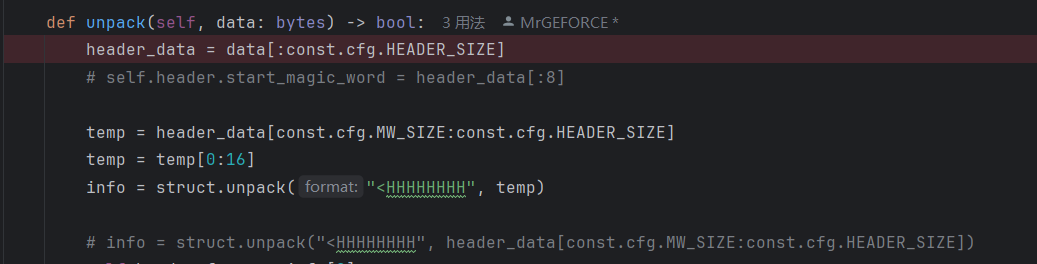 def unpack(self, data: bytes) -> bool: 3 用法 MrGEFORCE *
header_data = data[:const.cfg.HEADER_SIZE]
# self.header.start_magic_word = header_data[:8]
temp = header_data[const.cfg.MW_SIZE:const.cfg.HEADER_SIZE]
temp = temp[0:16]
info = struct.unpack( format: "<HHHHHHHH", temp)
# info = struct.unpack("<HHHHHHHH", header_data[const.cfg.MW_SIZE:const.cfg.HEADER_SIZE])